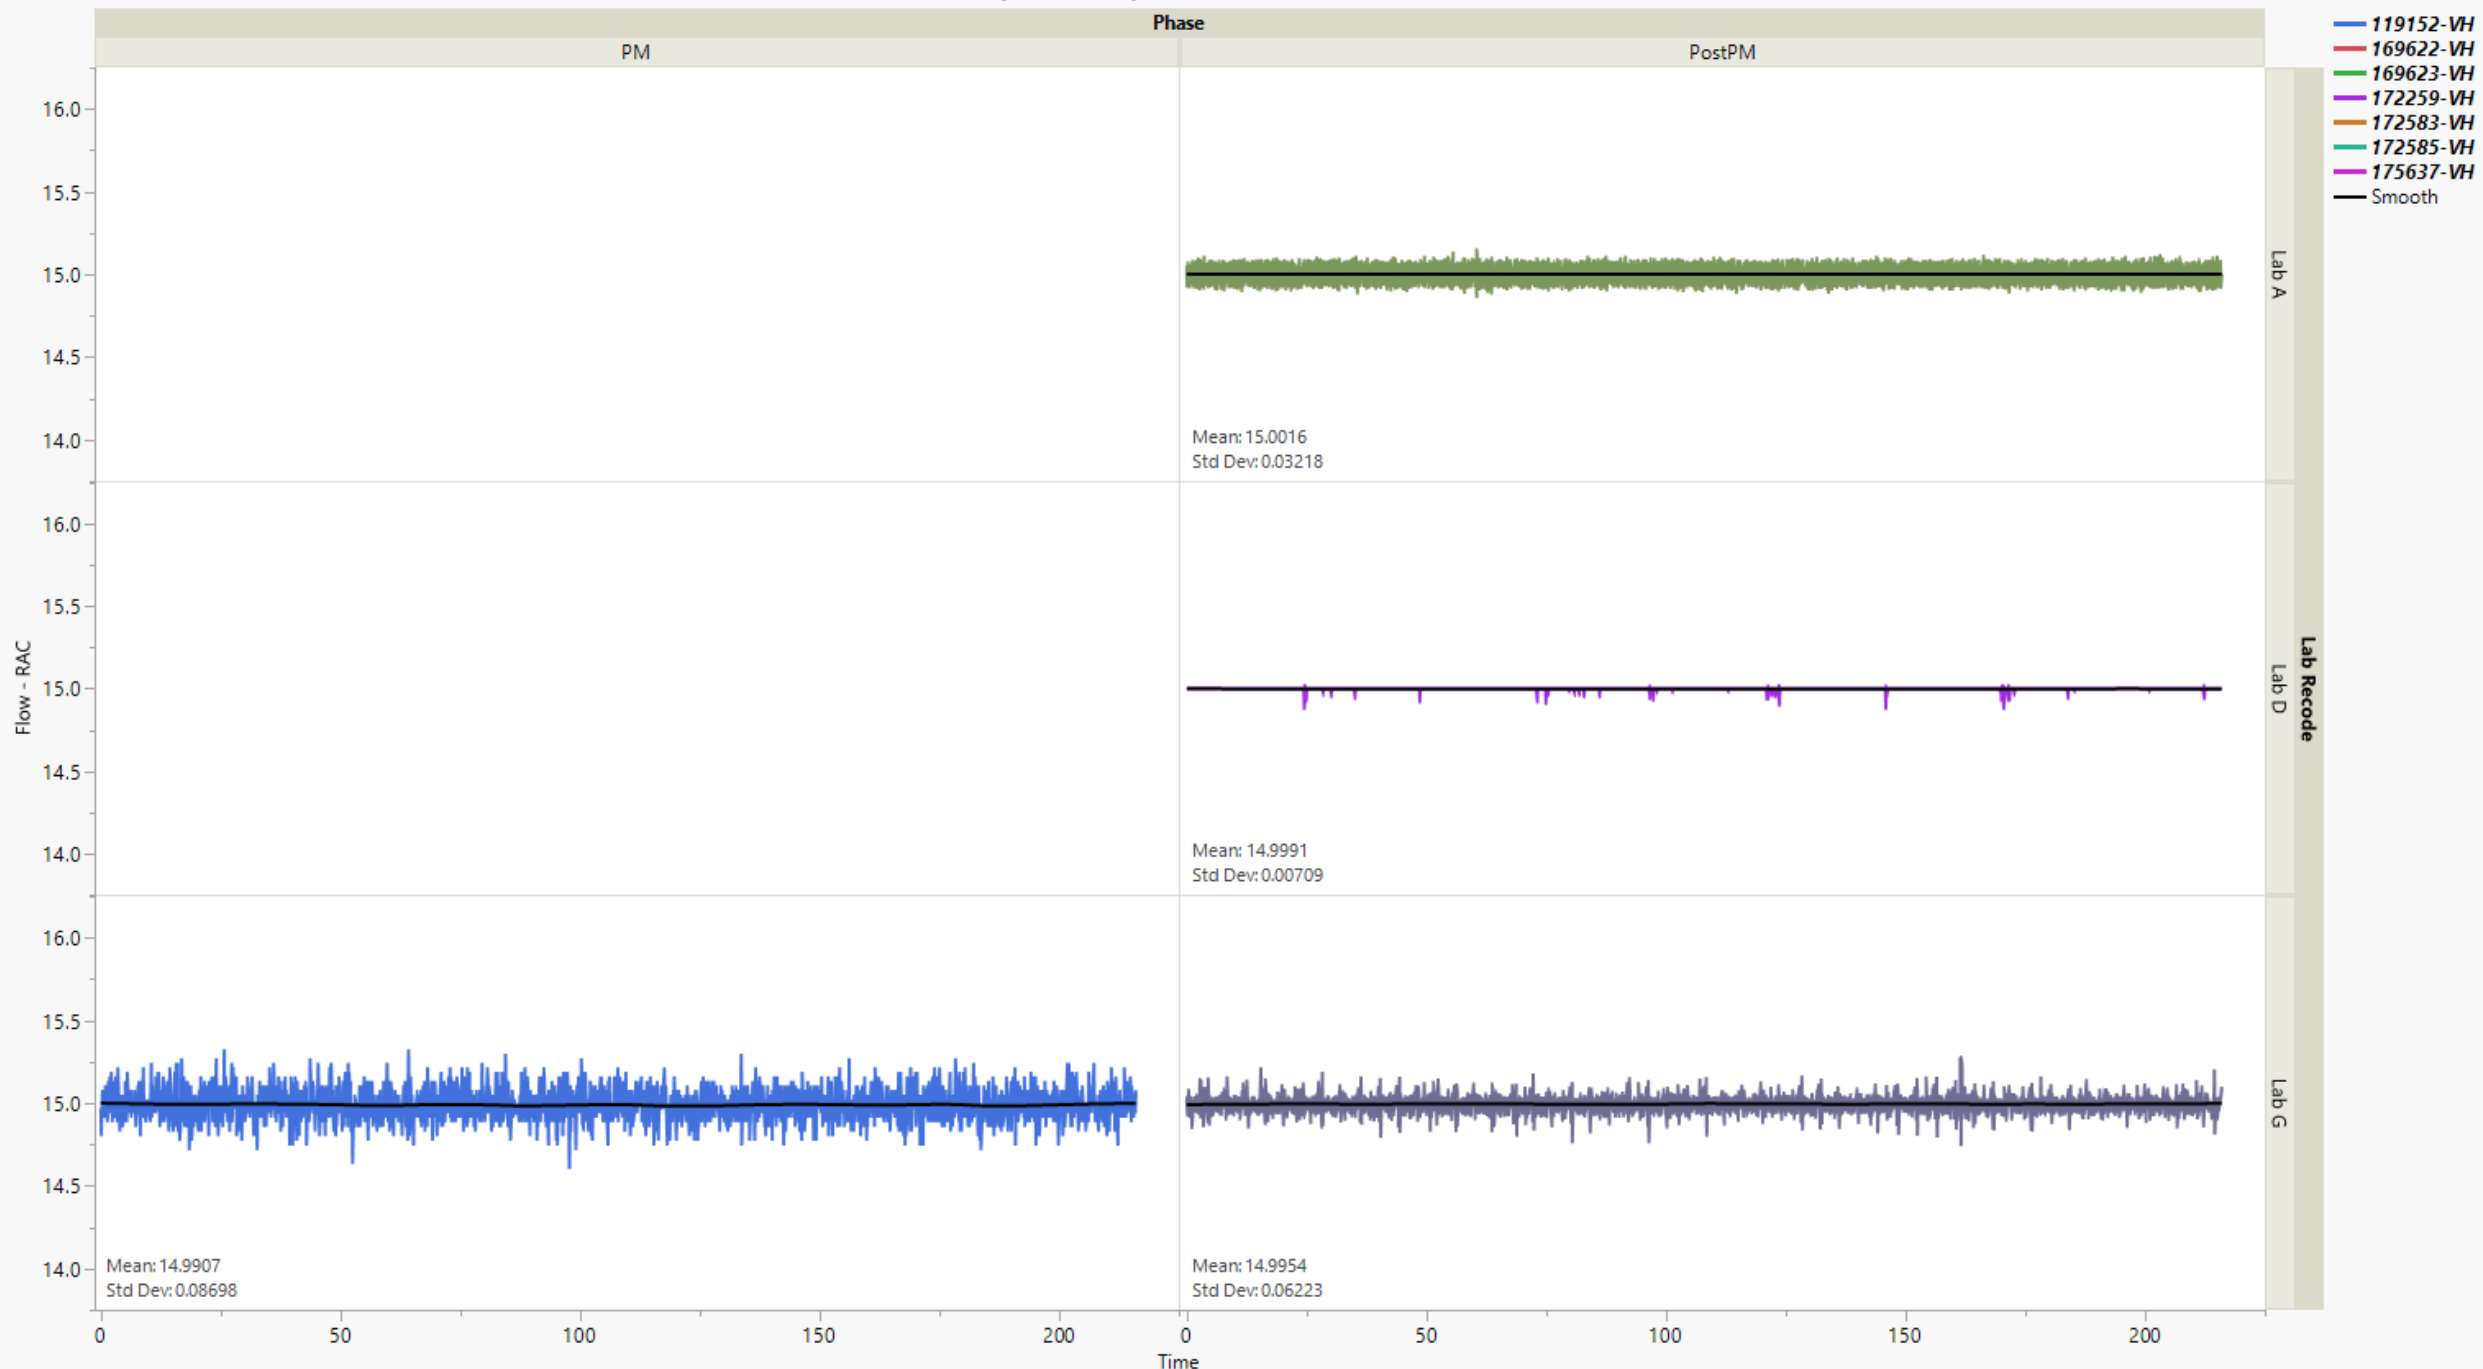 Phase
PM
PostPM
119152-VH
169622-VH
169623-VH
172259-VH
172583-VH
172585-VH
175637-VH
Smooth
16.0
15.5
15.0
14.5
14.0
Mean: 15.0016
Std Dev: 0.03218
Lab A
16.0
15.5
15.0
14.5
14.0
Mean: 14.9991
Std Dev: 0.00709
Lab D
Flow - RAC
Lab Recode
16.0
15.5
15.0
14.5
14.0
Mean: 14.9907
Std Dev: 0.08698
Mean: 14.9954
Std Dev: 0.06223
Lab G
0 50 100 150 200 0 50 100 150 200
Time